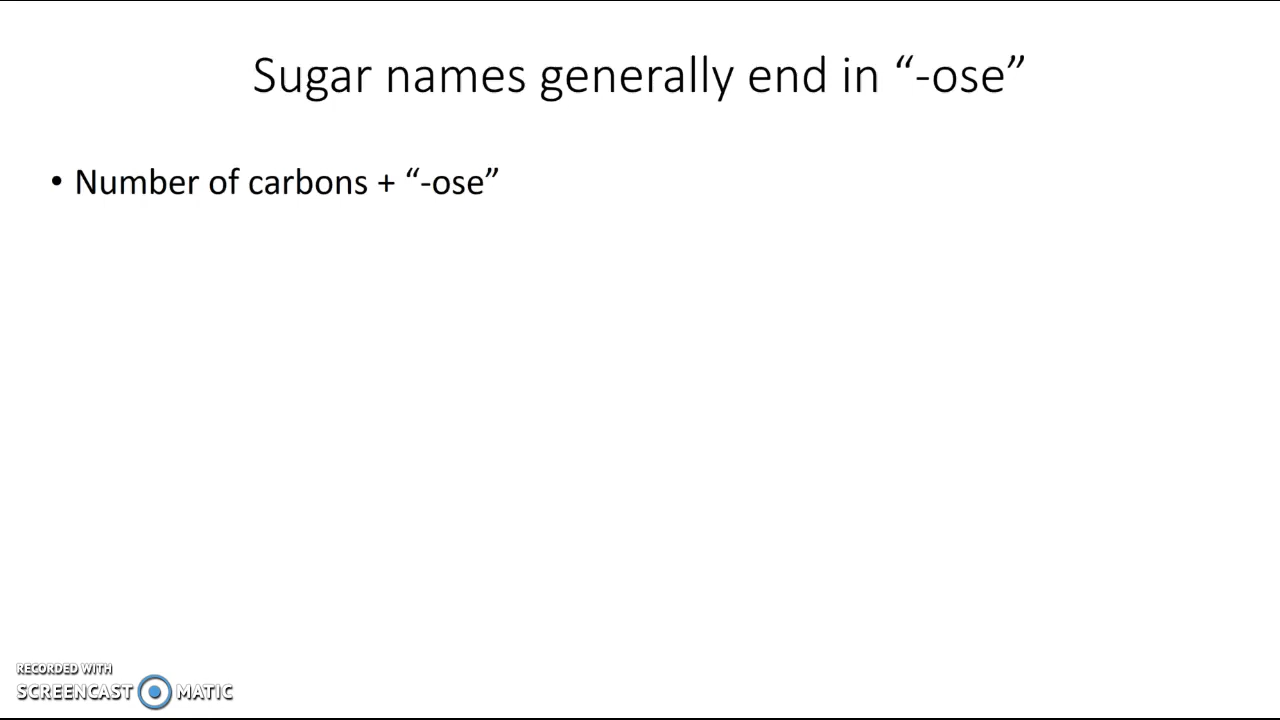 Sugar names generally end in “-ose”
• Number of carbons + “-ose”
RECORDED WITH
SCREENCAST MATIC